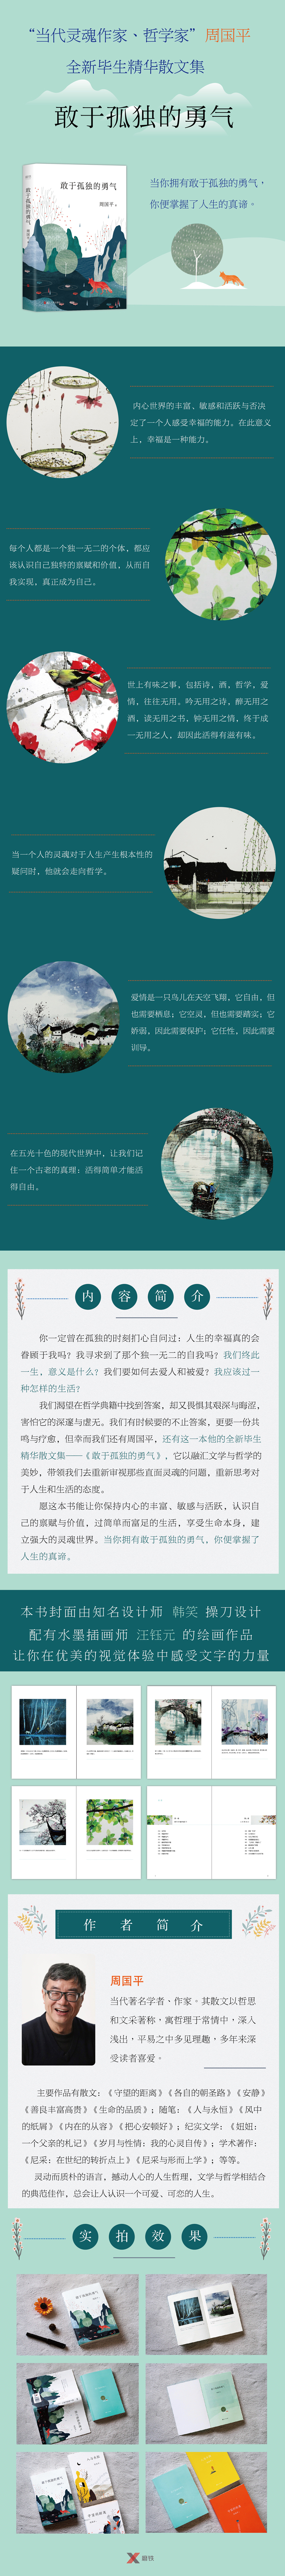 “当代灵魂作家、哲学家”周国平
全新毕生精华散文集
敢于孤独的勇气
敢于孤独的勇气
周国平
敢于孤独的勇气
当你拥有敢于孤独的勇气，
你便掌握了人生的真谛。
内心世界的丰富、敏感和活跃与否决
定了一个人感受幸福的能力。在此意义
上，幸福是一种能力。
每个人都是一个独一无二的个体，都应
该认识自己独特的禀赋和价值，从而自
我实现，真正成为自己。
世上有味之事，包括诗，酒，哲学，爱
情，往往无用。吟无用之诗，醉无用之
酒，读无用之书，钟无用之情，终于成
一无用之人，却因此活得有滋有味。
当一个人的灵魂对于人生产生根本性的
疑问时，他就会走向哲学。
爱情是一只鸟儿在天空飞翔，它自由，但
也需要栖息；它空灵，但也需要踏实；它
娇弱，因此需要保护；它任性，因此需要
训导。
在五光十色的现代世界中，让我们记
住一个古老的真理：活得简单才能活
得自由。
内容简介
你一定曾在孤独的时刻扪心自问过：人生的幸福真的会
眷顾于我吗？我寻求到了那个独一无二的自我吗？我们终此
一生，意义是什么？我们要如何去爱人和被爱？我应该过一
种怎样的生活？
我们渴望在哲学典籍中找到答案，却又畏惧其艰深与晦涩，
害怕它的深邃与虚无。我们有时候要的不止答案，更要一份共
鸣与疗愈，但幸而我们还有周国平，还有这一本他的全新毕生
精华散文集——《敢于孤独的勇气》，它以融汇文学与哲学的
美妙，带领我们去重新审视那些直面灵魂的问题，重新思考对
于人生和生活的态度。
愿这本书能让你保持内心的丰富、敏感与活跃，认识自
己的禀赋与价值，过简单而富足的生活，享受生命本身，建
立强大的灵魂世界。当你拥有敢于孤独的勇气，你便掌握了
人生的真谛。
本书封面由知名设计师 韩笑 操刀设计
配有水墨插画师 汪钰元 的绘画作品
让你在优美的视觉体验中感受文字的力量
作者简介
周国平
当代著名学者、作家。其散文以哲思
和文采著称，寓哲理于常情中，深入
浅出，平易之中多见理趣，多年来深
受读者喜爱。
主要作品有散文：《守望的距离》《各自的朝圣路》《安静》
《善良丰富高贵》《生命的品质》；随笔：《人与永恒》《风中
的纸屑》《内在的从容》《把心安顿好》；纪实文学：《妞妞：
一个父亲的札记》《岁月与性情：我的心灵自传》；学术著作：
《尼采：在世纪的转折点上》《尼采与形而上学》；等等。
灵动而质朴的语言，撼动人心的人生哲理，文学与哲学相结合
的典范佳作，总会让人认识一个可爱、可恋的人生。
实拍效果
磨铁